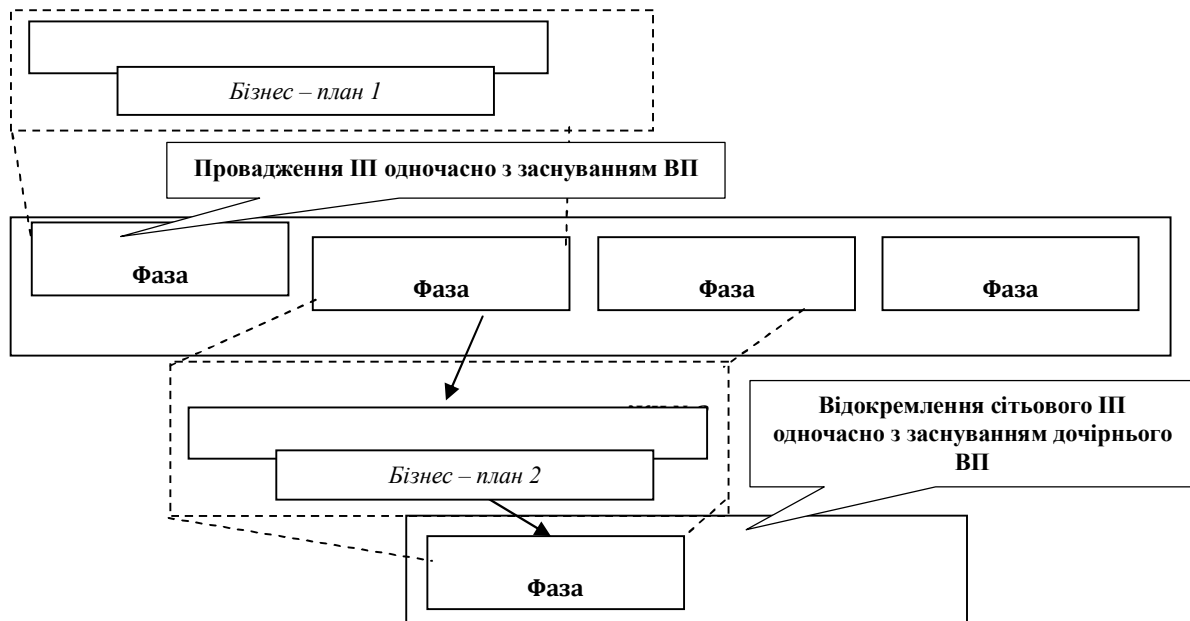 Бізнес – план 1
Провадження ІП одночасно з заснуванням ВП
Фаза
Фаза
Фаза
Фаза
Відокремлення сітьового ІП
одночасно з заснуванням дочірнього
ВП
Бізнес – план 2
Фаза